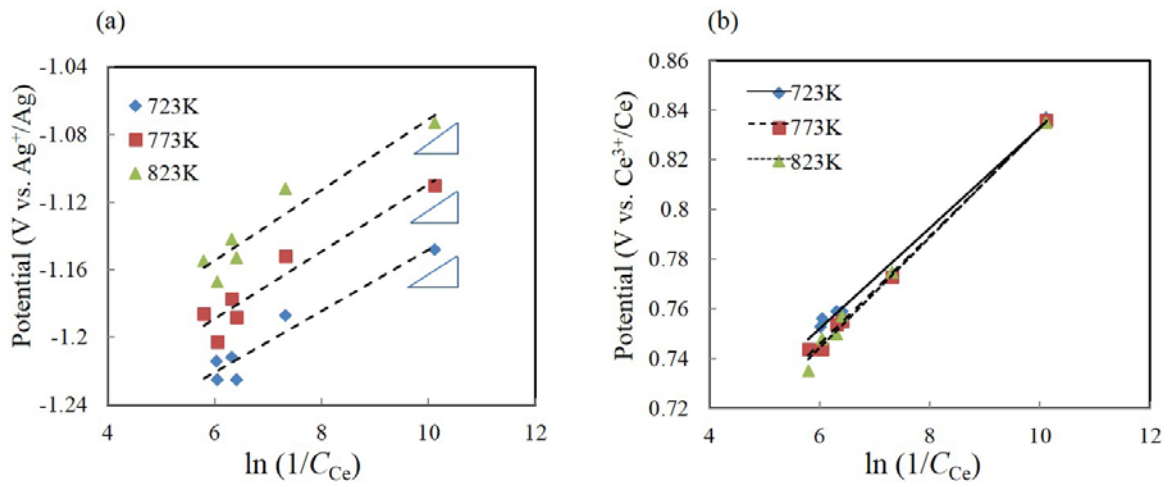 (a)
Potential (V vs. Ag⁺/Ag)
-1.04
-1.08
-1.12
-1.16
-1.2
-1.24
723K
773K
823K
4 6 8 10 12
ln (1/C_Ce)
(b)
Potential (V vs. Ce³⁺/Ce)
0.86
0.84
0.82
0.8
0.78
0.76
0.74
0.72
723K
773K
823K
4 6 8 10 12
ln (1/C_Ce)